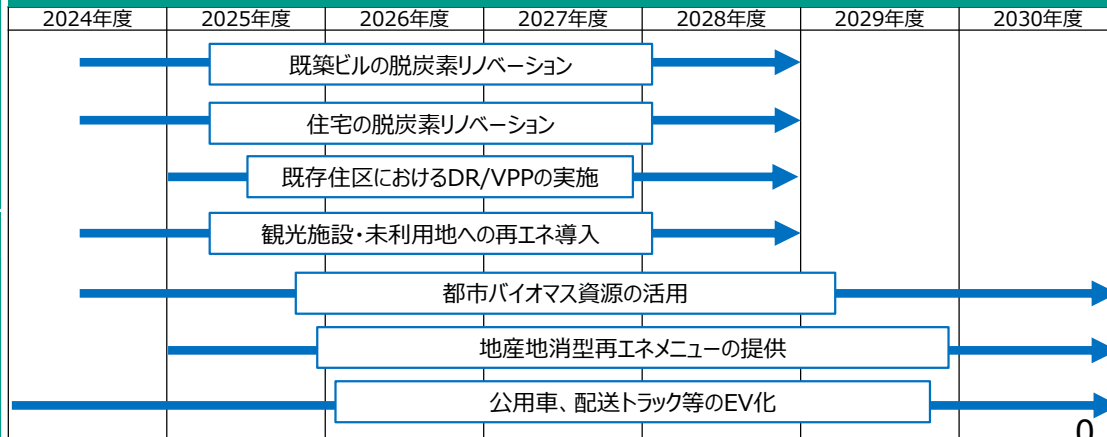 2024年度 2025年度 2026年度 2027年度 2028年度 2029年度 2030年度
既築ビルの脱炭素リノベーション
住宅の脱炭素リノベーション
既存住区におけるDR/VPPの実施
観光施設・未利用地への再エネ導入
都市バイオマス資源の活用
地産地消型再エネメニューの提供
公用車、配送トラック等のEV化
0